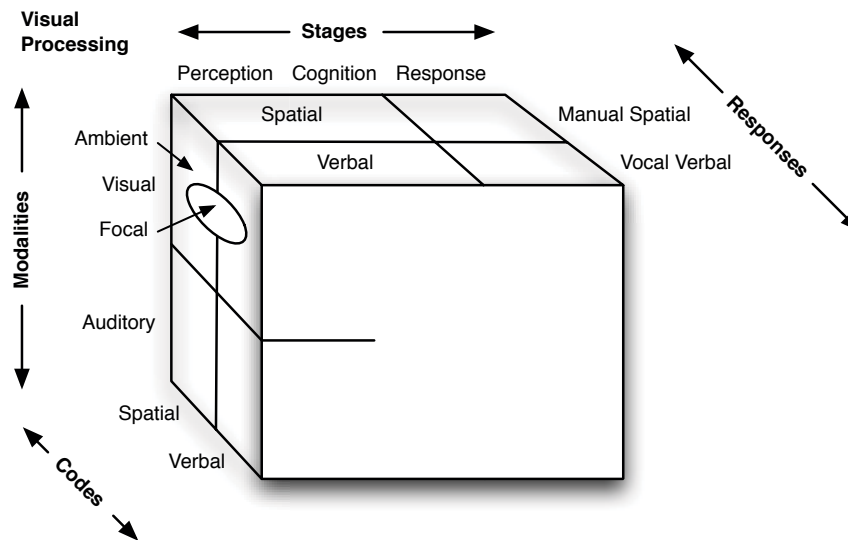 Visual
Processing
Stages
Perception Cognition Response
Spatial
Manual Spatial
Ambient
Verbal
Vocal Verbal
Visual
Focal
Modalities
Responses
Auditory
Spatial
Verbal
Codes